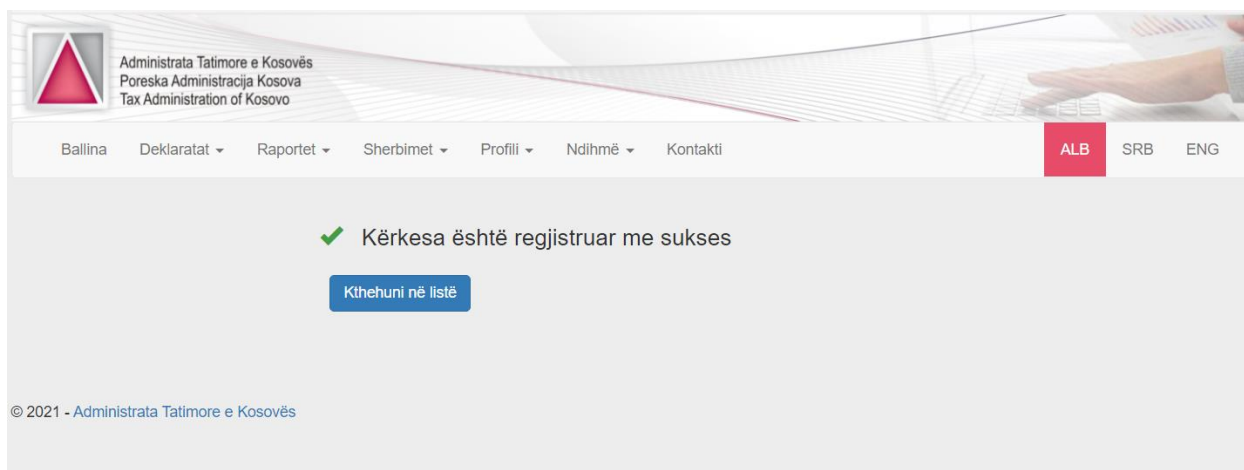 Administrata Tatimore e Kosovës
Poreska Administracija Kosova
Tax Administration of Kosovo
Ballina Deklaratat Raportet Sherbimet Profili Ndihmë Kontakti ALB SRB ENG
Kërkesa është regjistruar me sukses
Kthehuni në listë
© 2021 - Administrata Tatimore e Kosovës